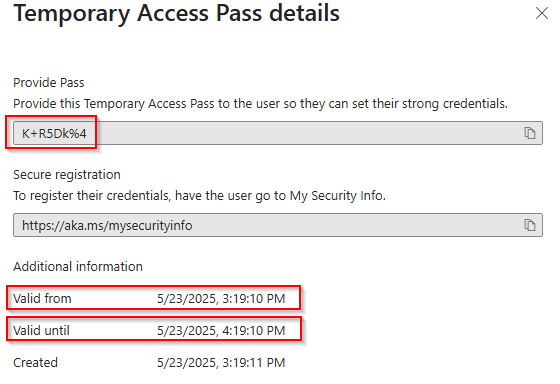 Temporary Access Pass details
Provide Pass
Provide this Temporary Access Pass to the user so they can set their strong credentials.
K+R5Dk%4
Secure registration
To register their credentials, have the user go to My Security Info.
https://aka.ms/mysecurityinfo
Additional information
Valid from 5/23/2025, 3:19:10 PM
Valid until 5/23/2025, 4:19:10 PM
Created 5/23/2025, 3:19:11 PM